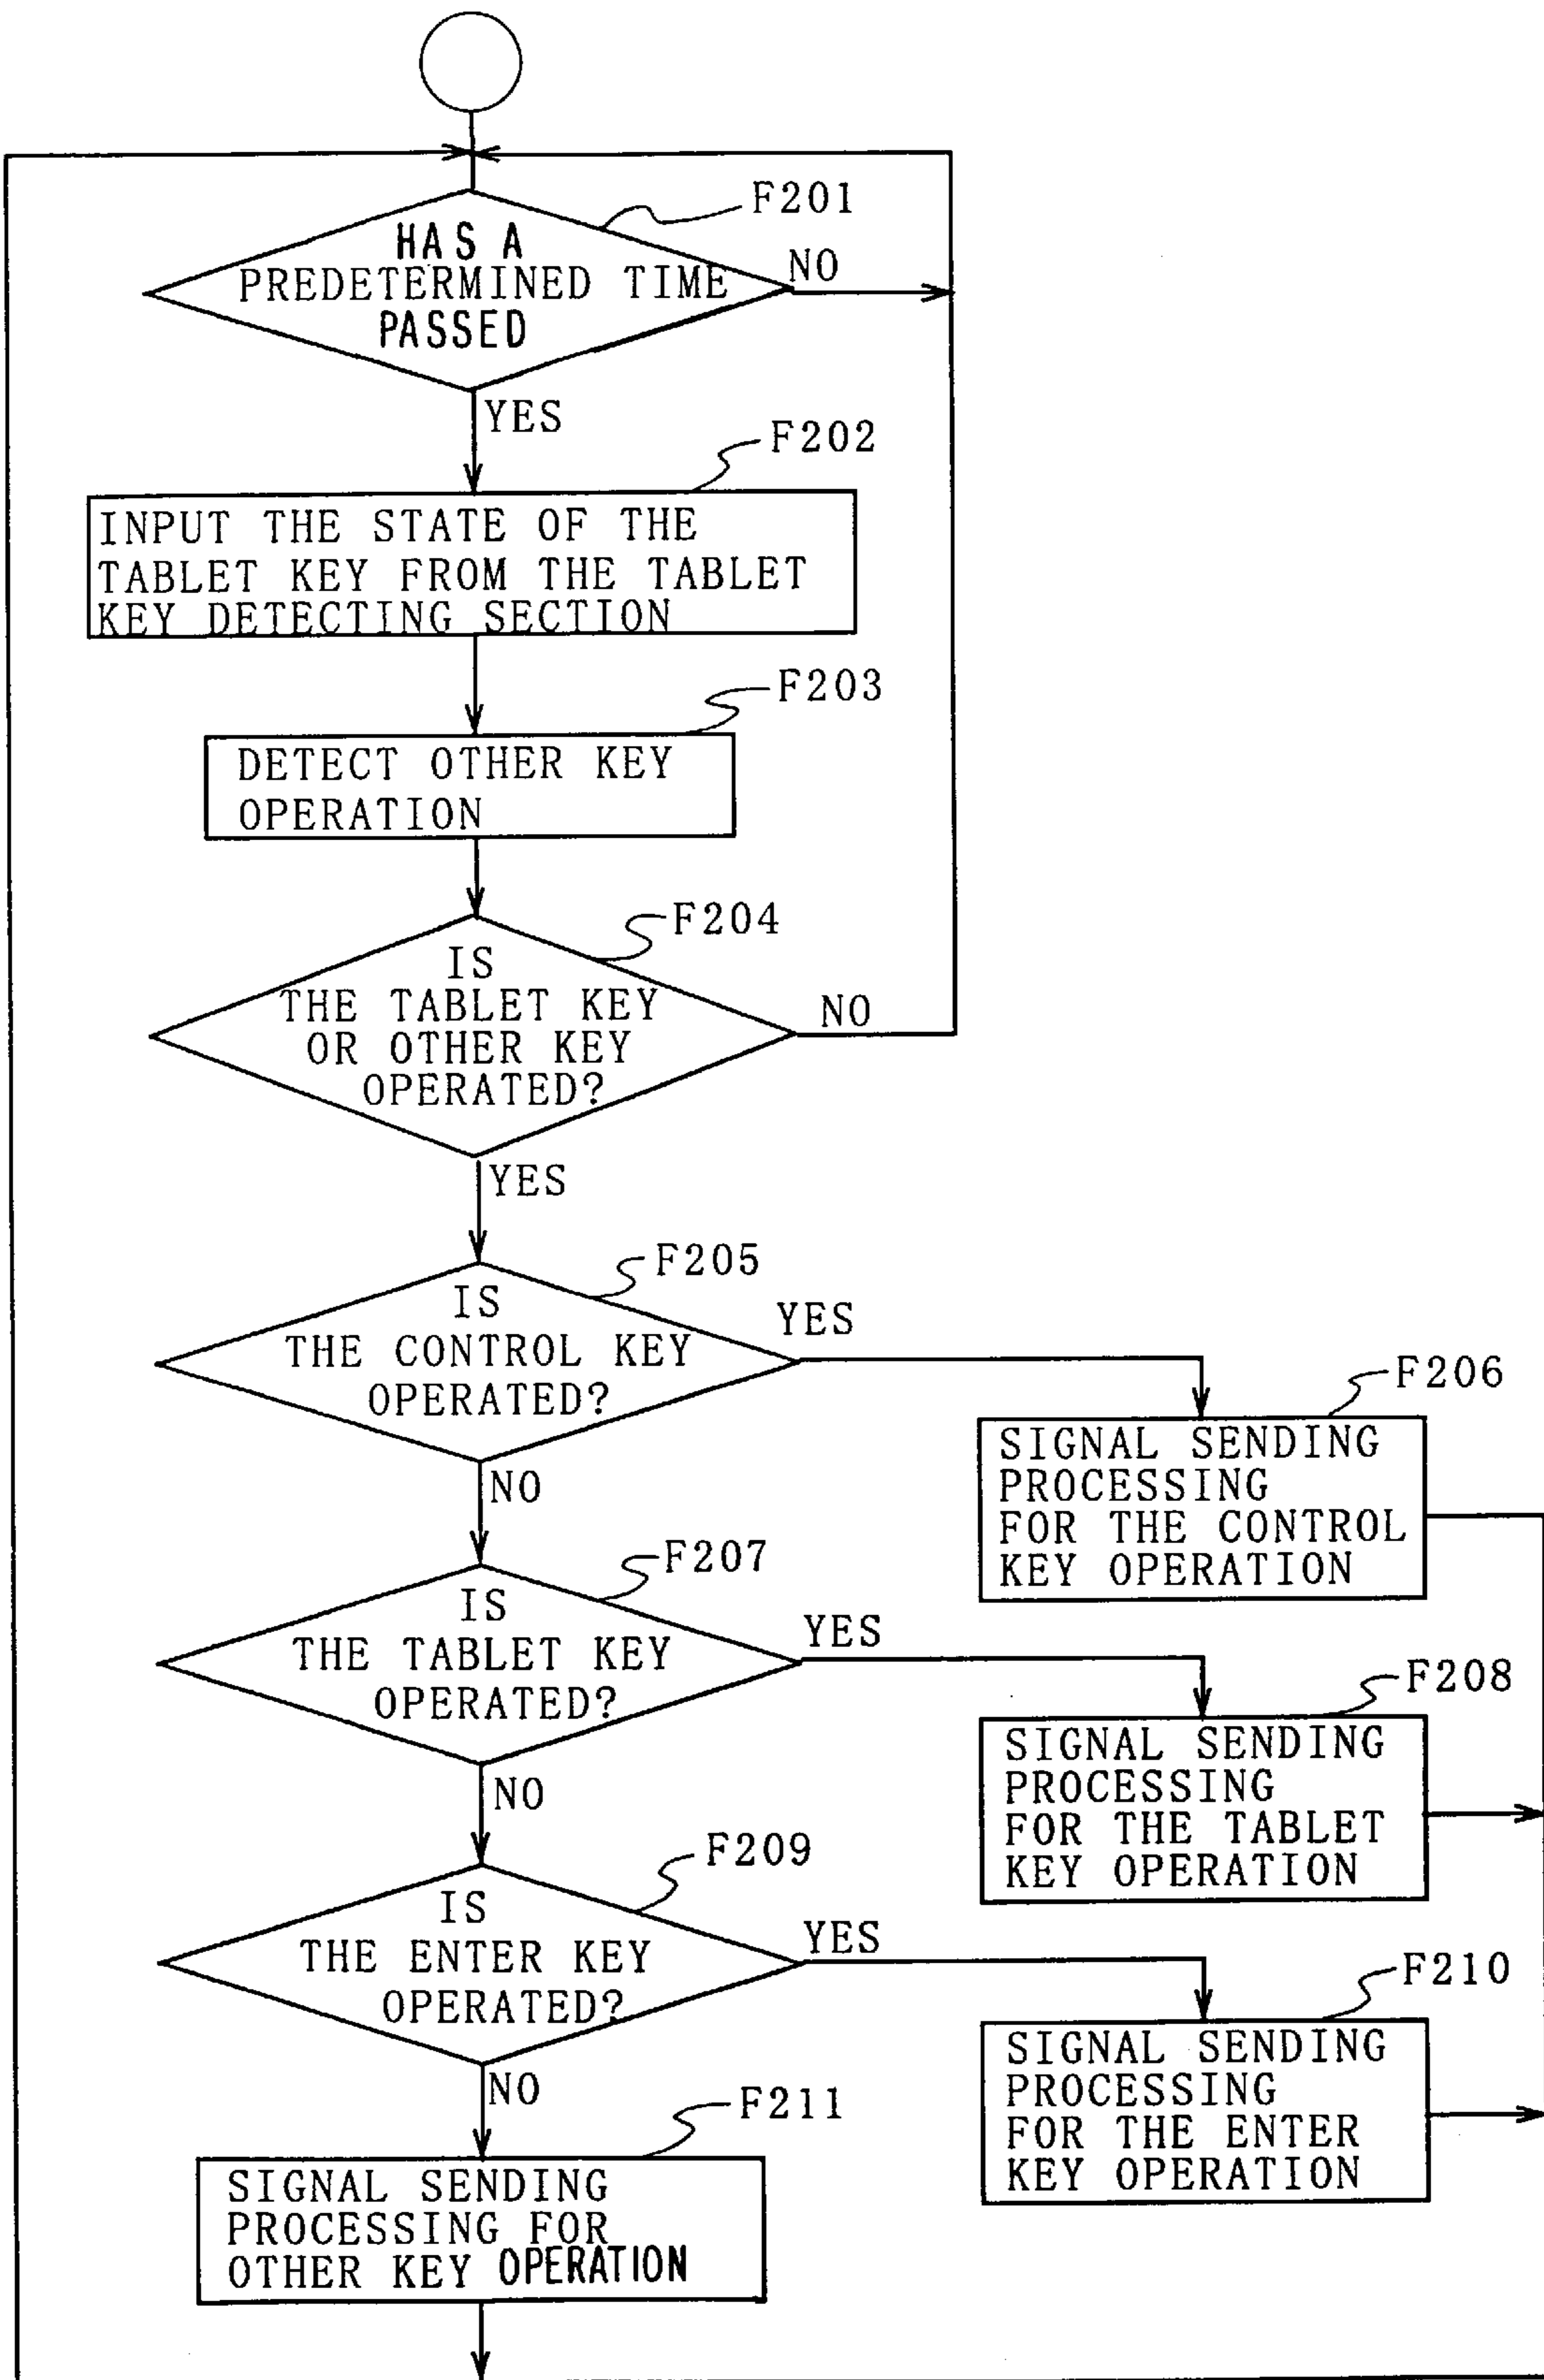 F201
HAS A
PREDETERMINED TIME
PASSED
NO
YES
F202
INPUT THE STATE OF THE
TABLET KEY FROM THE TABLET
KEY DETECTING SECTION
F203
DETECT OTHER KEY
OPERATION
F204
IS
THE TABLET KEY
OR OTHER KEY
OPERATED?
NO
YES
F205
IS
THE CONTROL KEY
OPERATED?
YES
NO
F206
SIGNAL SENDING
PROCESSING
FOR THE CONTROL
KEY OPERATION
F207
IS
THE TABLET KEY
OPERATED?
YES
NO
F208
SIGNAL SENDING
PROCESSING
FOR THE TABLET
KEY OPERATION
F209
IS
THE ENTER KEY
OPERATED?
YES
NO
F210
SIGNAL SENDING
PROCESSING
FOR THE ENTER
KEY OPERATION
F211
SIGNAL SENDING
PROCESSING FOR
OTHER KEY OPERATION